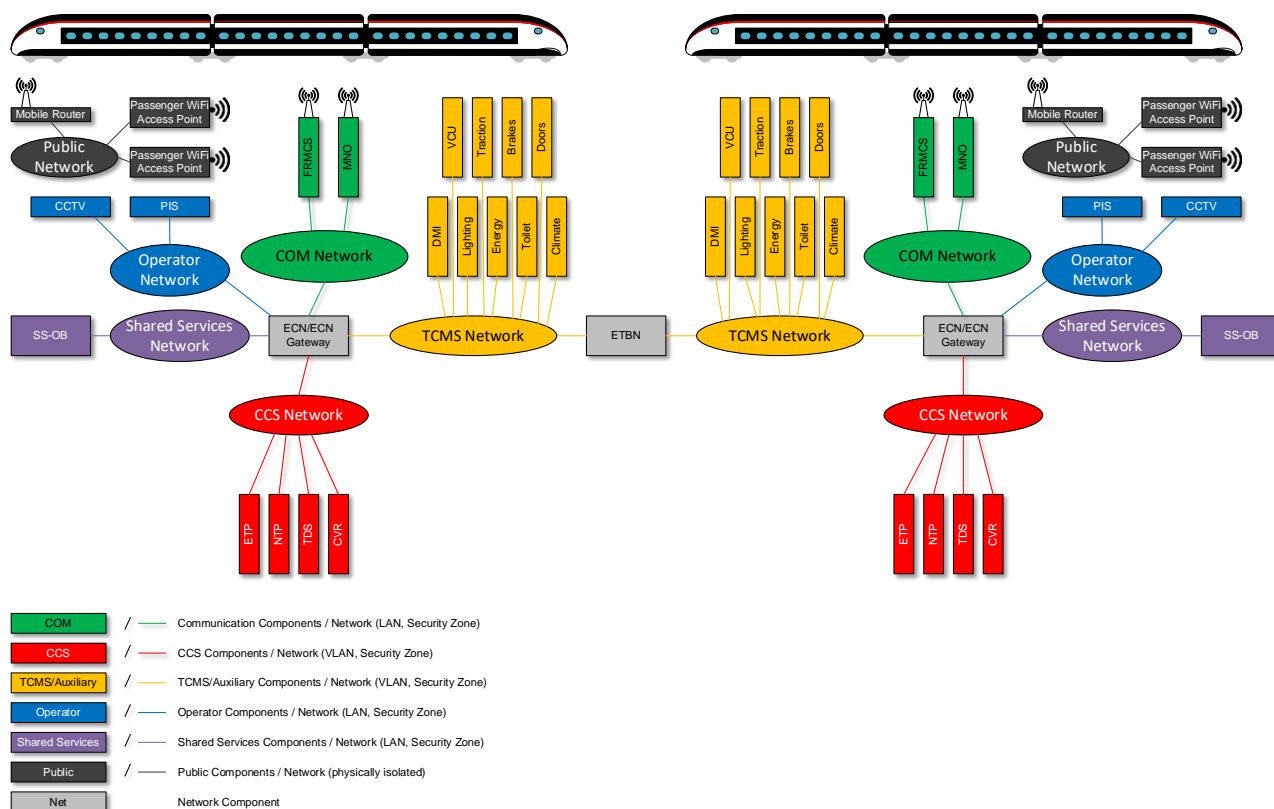 Mobile Router
Passenger WiFi
Access Point
Public
Network
Passenger WiFi
Access Point
FRMCS
MNO
VCU
Traction
Brakes
Doors
CCTV
PIS
Operator
Network
COM Network
DMI
Lighting
Energy
Toilet
Climate
SS-OB
Shared Services
Network
ECN/ECN
Gateway
TCMS Network
ETBN
CCS Network
ETP
NTP
TDS
CVR
VCU
Traction
Brakes
Doors
FRMCS
MNO
Mobile Router
Passenger WiFi
Access Point
Public
Network
Passenger WiFi
Access Point
DMI
Lighting
Energy
Toilet
Climate
COM Network
PIS
CCTV
Operator
Network
TCMS Network
ECN/ECN
Gateway
Shared Services
Network
SS-OB
CCS Network
ETP
NTP
TDS
CVR
COM / Communication Components / Network (LAN, Security Zone)
CCS / CCS Components / Network (VLAN, Security Zone)
TCMS/Auxiliary / TCMS/Auxiliary Components / Network (VLAN, Security Zone)
Operator / Operator Components / Network (LAN, Security Zone)
Shared Services / Shared Services Components / Network (LAN, Security Zone)
Public / Public Components / Network (physically isolated)
Net Network Component